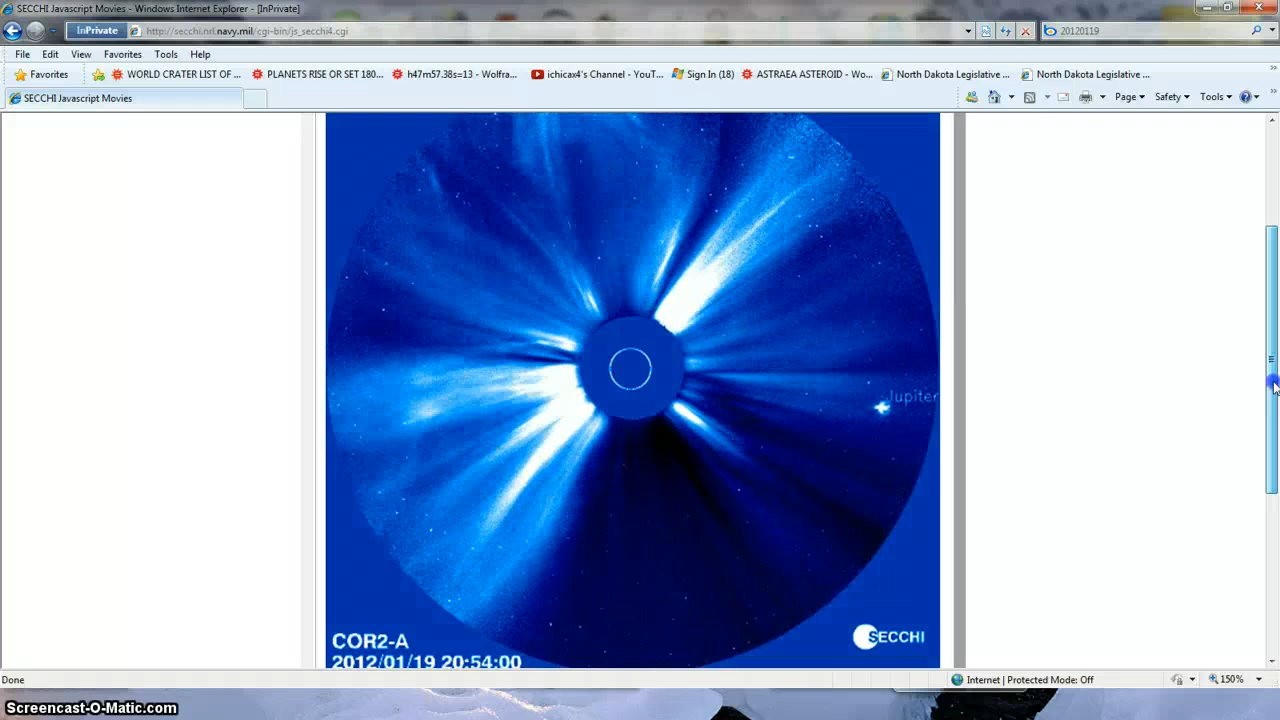 SECCHI Javascript Movies - Windows Internet Explorer - [InPrivate]
InPrivate http://secchi.nrl.navy.mil/cgi-bin/js_secchi4.cgi 20120119
File Edit View Favorites Tools Help
Favorites WORLD CRATER LIST OF ... PLANETS RISE OR SET 180... h47m57.38s=13 - Wolfra... ichicax4's Channel - YouT... Sign In (18) ASTRAEA ASTEROID - Wo... North Dakota Legislative ... North Dakota Legislative ...
SECCHI Javascript Movies Page Safety Tools
Jupiter
SECCHI
COR2-A
2012/01/19 20:54:00
Done Internet | Protected Mode: Off 150%
Screencast-O-Matic.com